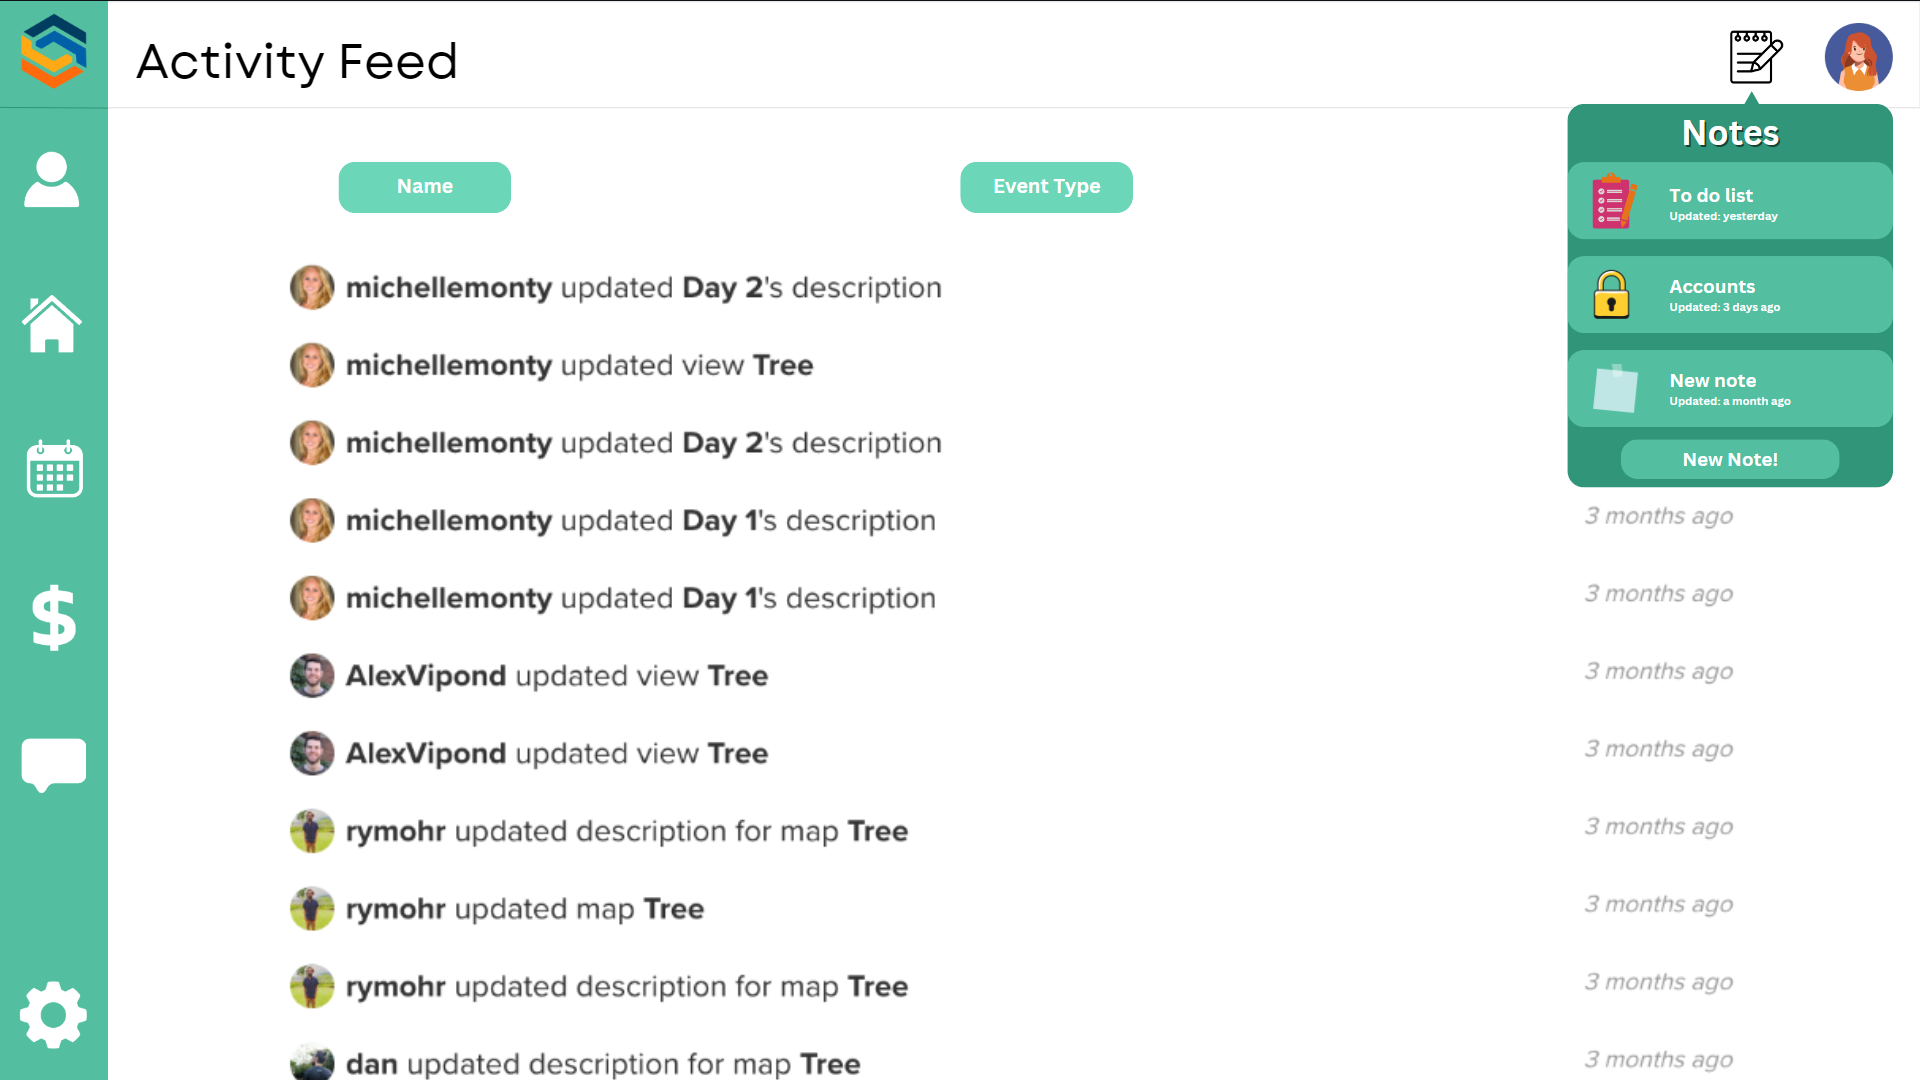 Activity Feed
Name
Event Type
Notes
To do list
Updated: yesterday
Accounts
Updated: 3 days ago
New note
Updated: a month ago
New Note!
michellemonty updated Day 2's description
michellemonty updated view Tree
michellemonty updated Day 2's description
michellemonty updated Day 1's description 3 months ago
michellemonty updated Day 1's description 3 months ago
AlexVipond updated view Tree 3 months ago
AlexVipond updated view Tree 3 months ago
rymohr updated description for map Tree 3 months ago
rymohr updated map Tree 3 months ago
rymohr updated description for map Tree 3 months ago
dan updated description for map Tree 3 months ago